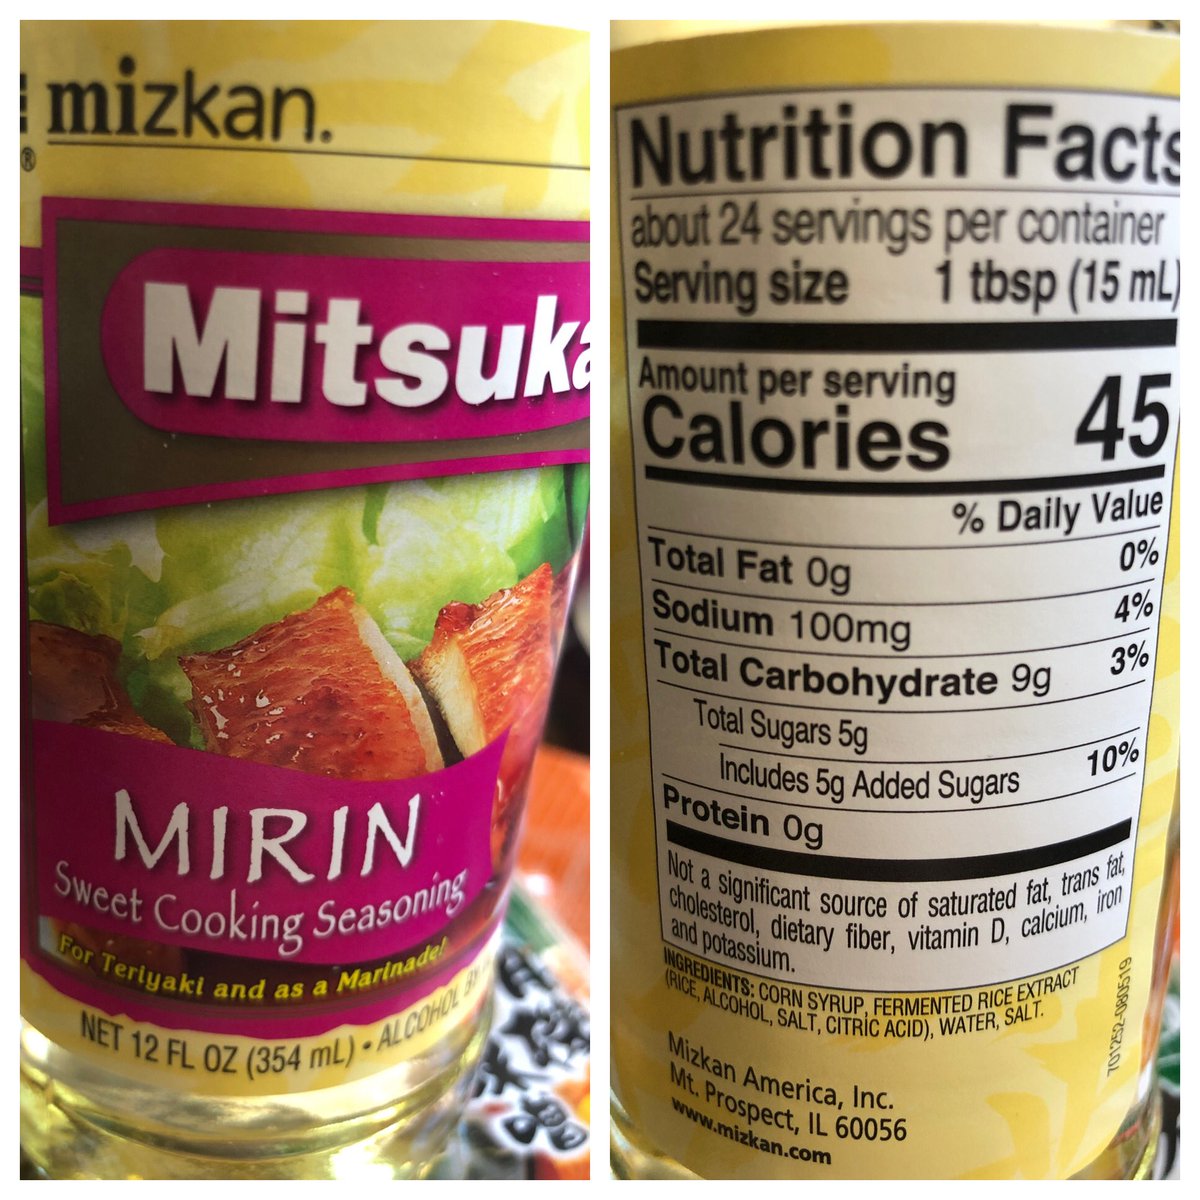 mizkan.
®
Mitsuka
MIRIN
Sweet Cooking Seasoning
For Teriyaki and as a Marinade!
NET 12 FL OZ (354 mL) • ALCOHOL BY
Nutrition Facts
about 24 servings per container
Serving size 1 tbsp (15 mL)
Amount per serving
Calories 45
% Daily Value
Total Fat 0g 0%
Sodium 100mg 4%
Total Carbohydrate 9g 3%
Total Sugars 5g
Includes 5g Added Sugars 10%
Protein 0g
Not a significant source of saturated fat, trans fat,
cholesterol, dietary fiber, vitamin D, calcium, iron
and potassium.
INGREDIENTS: CORN SYRUP, FERMENTED RICE EXTRACT
(RICE, ALCOHOL, SALT, CITRIC ACID), WATER, SALT.
701252-080519
Mizkan America, Inc.
Mt. Prospect, IL 60056
www.mizkan.com